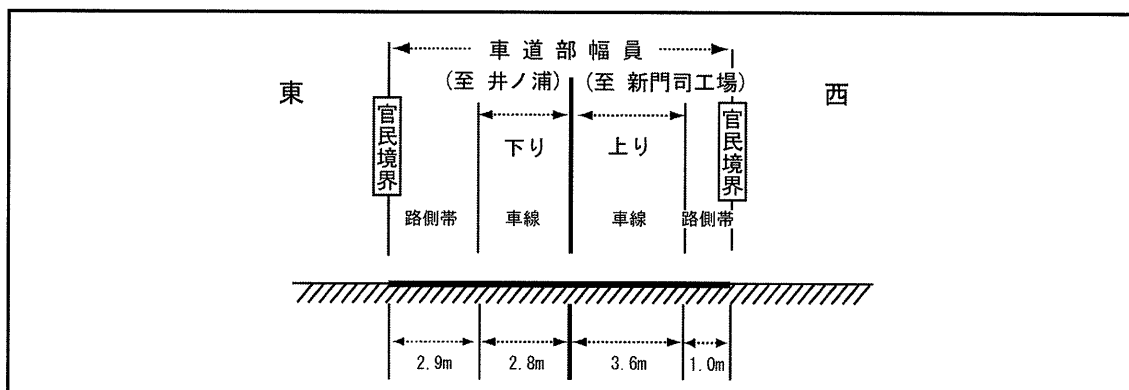 車道部幅員
(至 井ノ浦) (至 新門司工場)
東
西
官民境界
官民境界
下り
上り
路側帯
車線
車線
路側帯
2.9m
2.8m
3.6m
1.0m